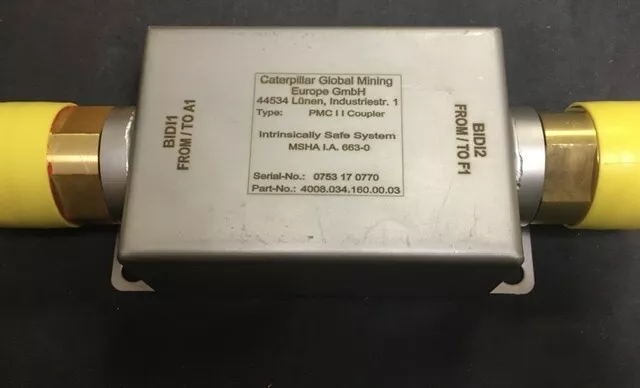 Caterpillar Global Mining
Europe GmbH
44534 Lünen, Industriestr. 1
Type: PMC I I Coupler
Intrinsically Safe System
MSHA I.A. 663-0
Serial-No.: 0753 17 0770
Part-No.: 4008.034.160.00.03
BIDI1
FROM / TO A1
BIDI2
FROM / TO F1